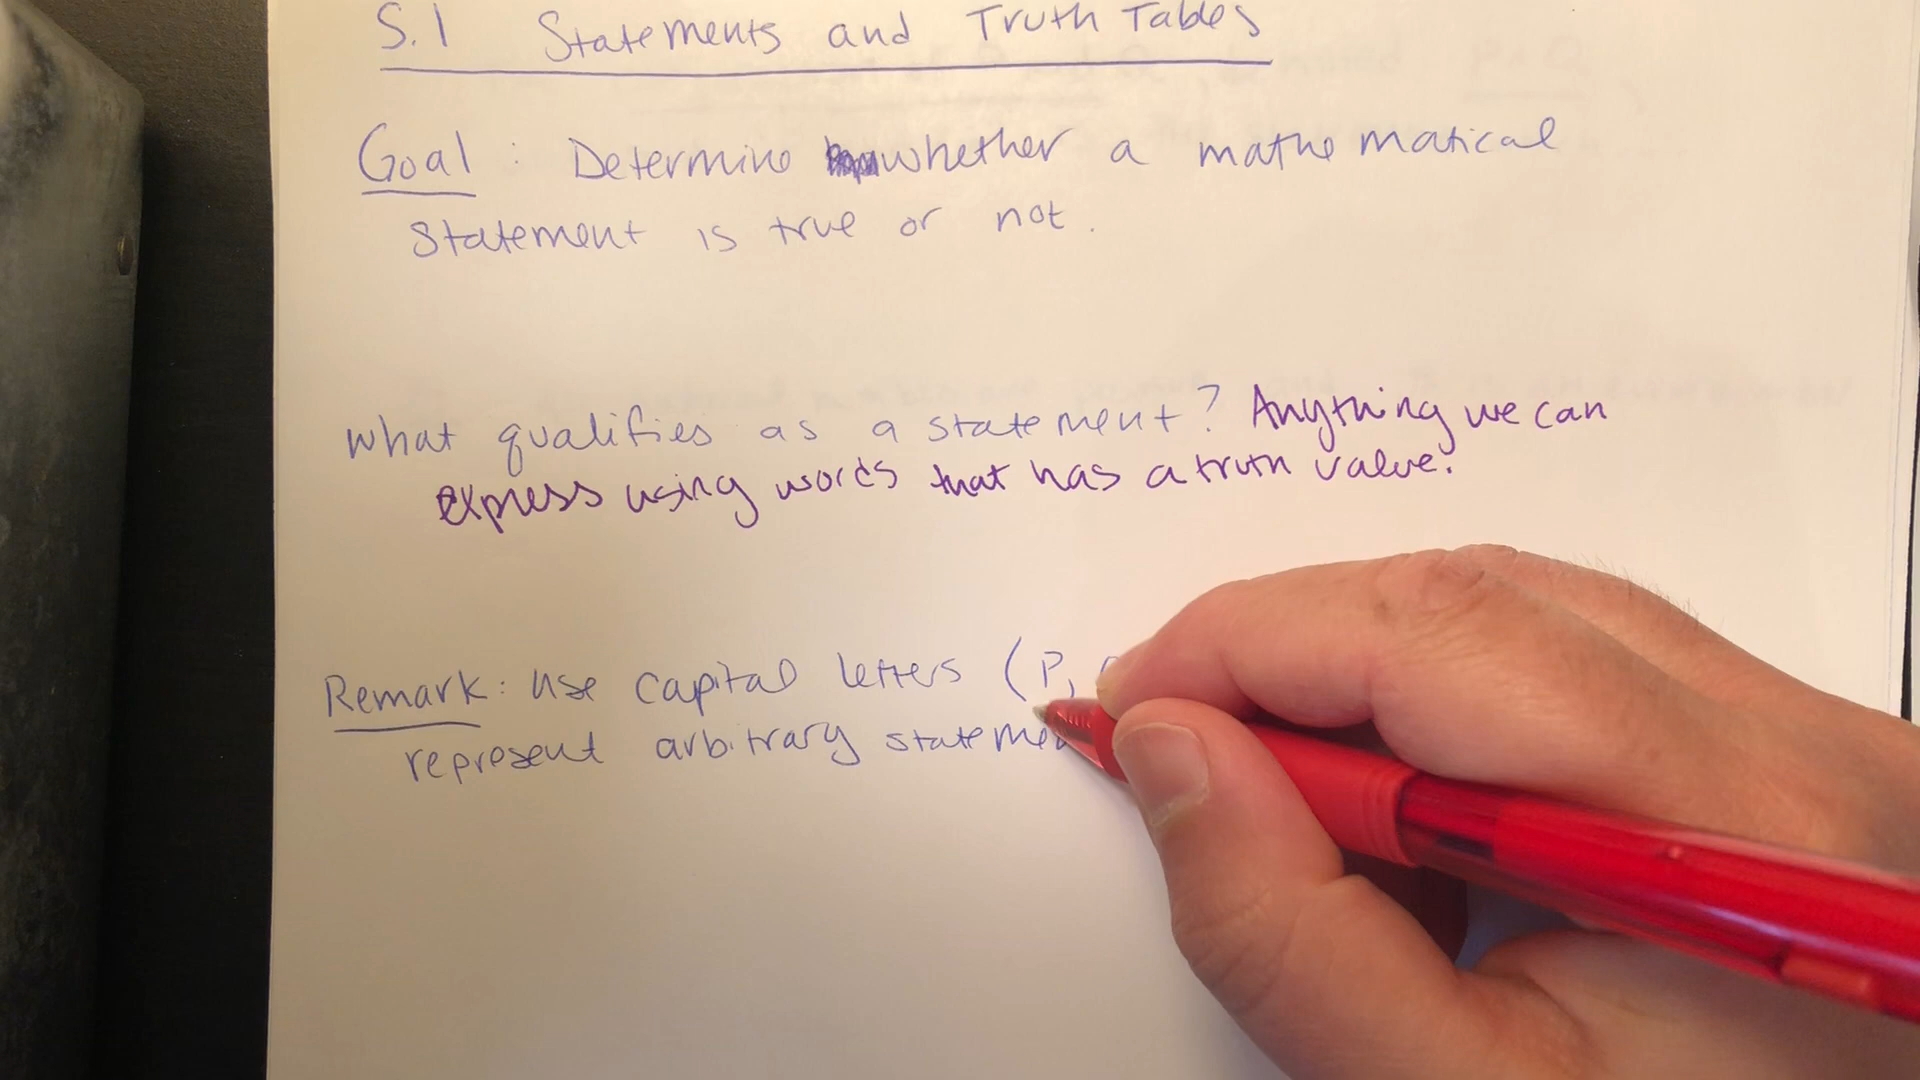 S.1 Statements and Truth Tables
Goal : Determine whether a mathematical
statement is true or not.
What qualifies as a statement? Anything we can
express using words that has a truth value.
Remark: Use capital letters (P,
represent arbitrary